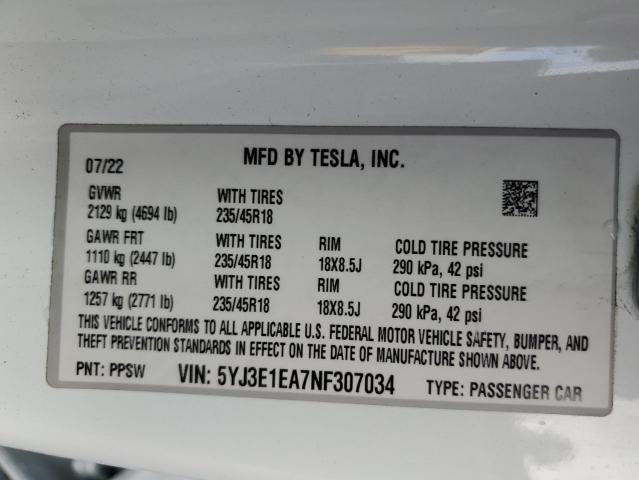 07/22 MFD BY TESLA, INC.
GVWR WITH TIRES
2129 kg (4694 lb) 235/45R18
GAWR FRT WITH TIRES RIM COLD TIRE PRESSURE
1110 kg (2447 lb) 235/45R18 18X8.5J 290 kPa, 42 psi
GAWR RR WITH TIRES RIM COLD TIRE PRESSURE
1257 kg (2771 lb) 235/45R18 18X8.5J 290 kPa, 42 psi
THIS VEHICLE CONFORMS TO ALL APPLICABLE U.S. FEDERAL MOTOR VEHICLE SAFETY, BUMPER, AND
THEFT PREVENTION STANDARDS IN EFFECT ON THE DATE OF MANUFACTURE SHOWN ABOVE.
PNT: PPSW VIN: 5YJ3E1EA7NF307034 TYPE: PASSENGER CAR